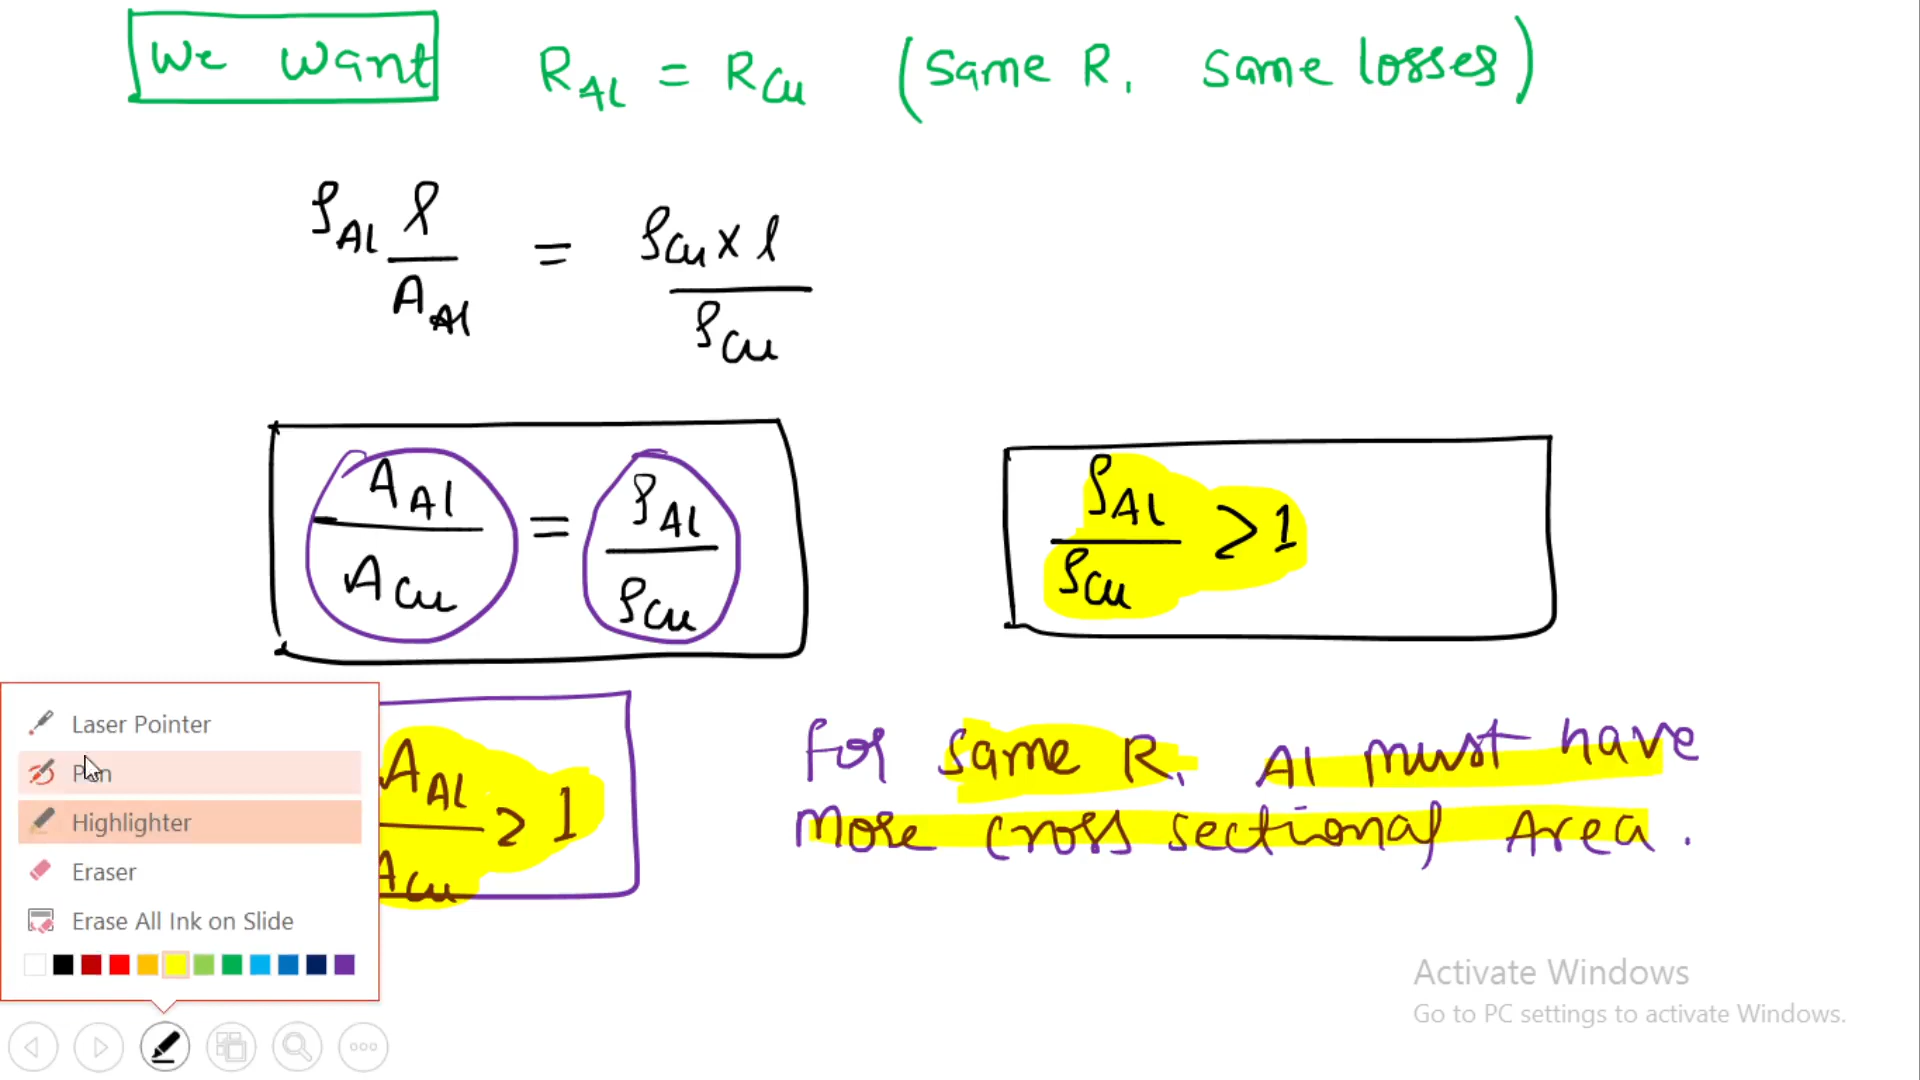 We want R_Al = R_Cu (Same R, same losses)
ρ_Al l / A_Al = ρ_Cu x l / ρ_Cu
A_Al / A_Cu = ρ_Al / ρ_Cu
ρ_Al / ρ_Cu > 1
Laser Pointer
Pen
Highlighter
Eraser
Erase All Ink on Slide
A_Al / A_Cu > 1
for same R, Al must have
more cross sectional Area.
Activate Windows
Go to PC settings to activate Windows.